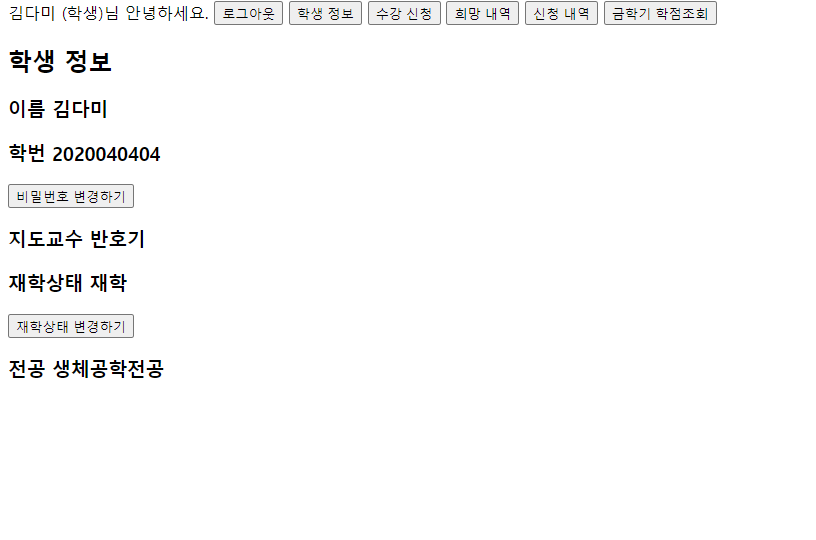 김다미 (학생)님 안녕하세요. 로그아웃 학생 정보 수강 신청 희망 내역 신청 내역 금학기 학점조회
학생 정보
이름 김다미
학번 2020040404
비밀번호 변경하기
지도교수 반호기
재학상태 재학
재학상태 변경하기
전공 생체공학전공